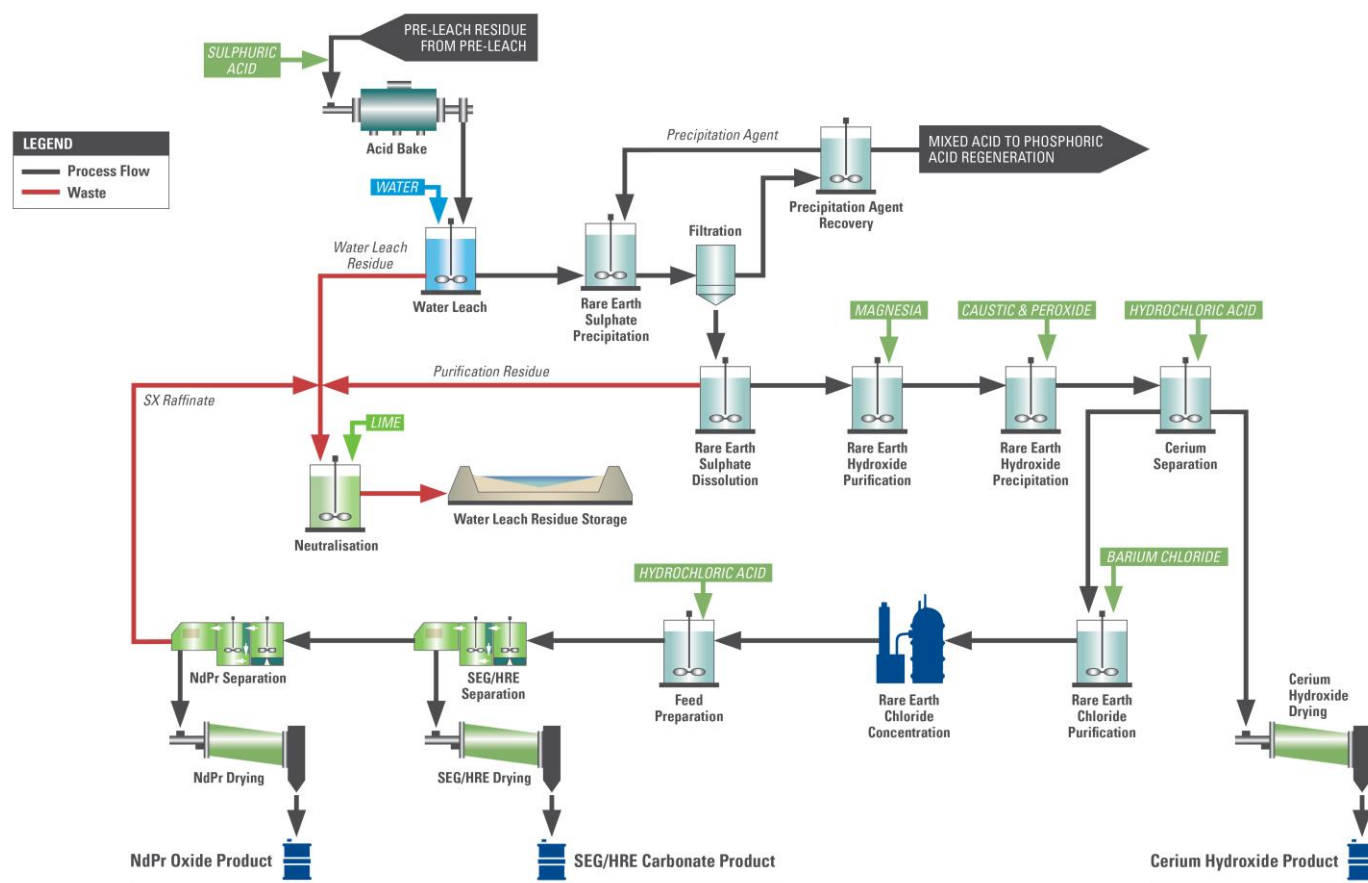 PRE-LEACH RESIDUE
FROM PRE-LEACH
SULPHURIC
ACID
Acid Bake
LEGEND
Process Flow
Waste
Precipitation Agent
MIXED ACID TO PHOSPHORIC
ACID REGENERATION
Precipitation Agent
Recovery
WATER
Water Leach
Residue
Water Leach
Rare Earth
Sulphate
Precipitation
Filtration
MAGNESIA
CAUSTIC & PEROXIDE
HYDROCHLORIC ACID
Purification Residue
SX Raffinate
Rare Earth
Sulphate
Dissolution
Rare Earth
Hydroxide
Purification
Rare Earth
Hydroxide
Precipitation
Cerium
Separation
LIME
Neutralisation
Water Leach Residue Storage
HYDROCHLORIC ACID
BARIUM CHLORIDE
NdPr Separation
SEG/HRE
Separation
Feed
Preparation
Rare Earth
Chloride
Concentration
Rare Earth
Chloride
Purification
Cerium
Hydroxide
Drying
NdPr Drying
SEG/HRE Drying
NdPr Oxide Product
SEG/HRE Carbonate Product
Cerium Hydroxide Product